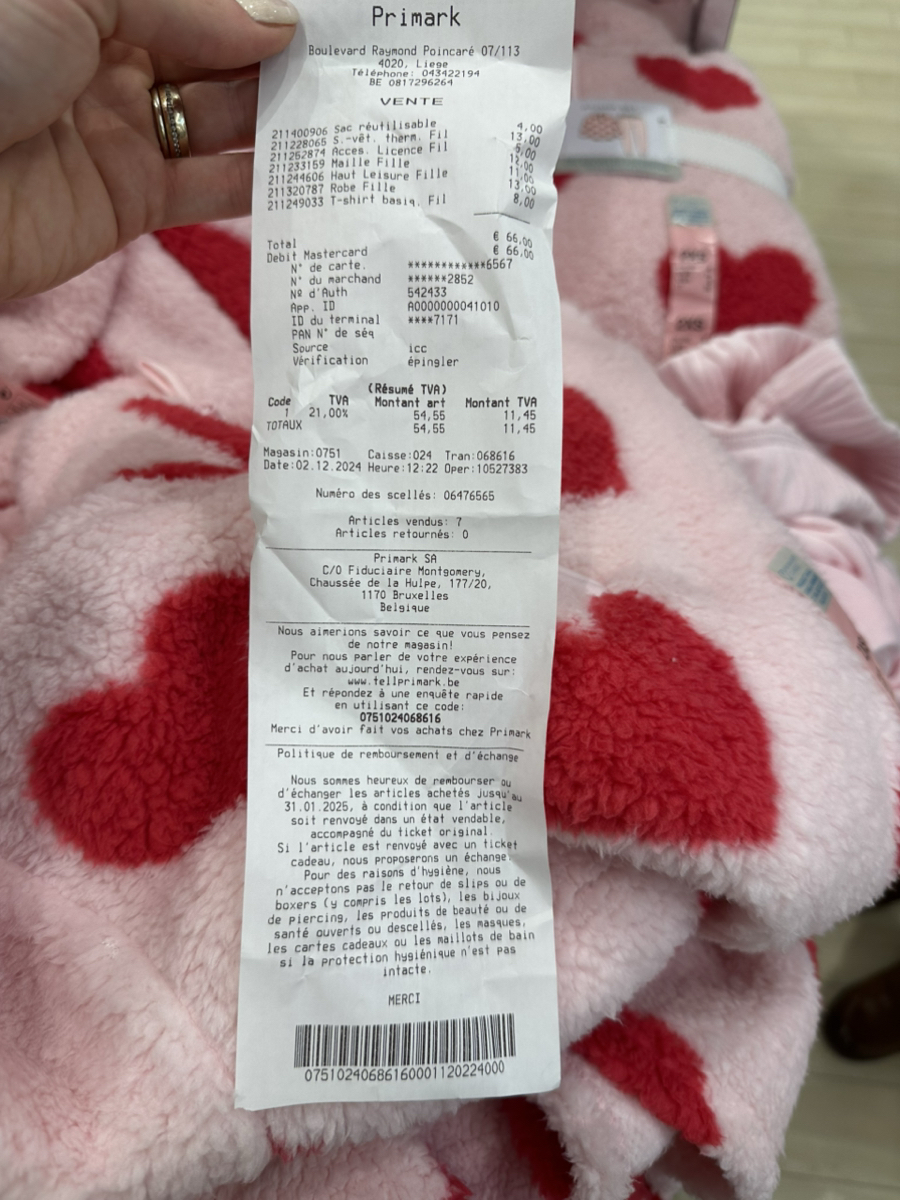 Primark
Boulevard Raymond Poincaré 07/113
4020, Liege
Téléphone: 043422194
BE 0817296264
VENTE
211400906 Sac réutilisable 4,00
211228065 S.-vêt. therm. Fil 13,00
211252874 Acces. Licence Fil 5,00
211233159 Maille Fille 12,00
211244606 Haut Leisure Fille 11,00
211320787 Robe Fille 13,00
211249033 T-shirt basiq. Fil 8,00
Total € 66,00
Debit Mastercard € 66,00
N° de carte. ************6567
N° du marchand ******2852
Nº d'Auth 542433
App. ID A0000000041010
ID du terminal ****7171
PAN N° de séq
Source icc
Vérification épingler
(Résumé TVA)
Code TVA Montant art Montant TVA
1 21,00% 54,55 11,45
TOTAUX 54,55 11,45
Magasin:0751 Caisse:024 Tran:068616
Date:02.12.2024 Heure:12:22 Oper:10527383
Numéro des scellés: 06476565
Articles vendus: 7
Articles retournés: 0
Primark SA
C/O Fiduciaire Montgomery,
Chaussée de la Hulpe, 177/20,
1170 Bruxelles
Belgique
Nous aimerions savoir ce que vous pensez
de notre magasin!
Pour nous parler de votre expérience
d'achat aujourd'hui, rendez-vous sur:
www.tellprimark.be
Et répondez à une enquête rapide
en utilisant ce code:
0751024068616
Merci d'avoir fait vos achats chez Primark
Politique de remboursement et d'échange
Nous sommes heureux de rembourser ou
d'échanger les articles achetés jusqu'au
31.01.2025, à condition que l'article
soit renvoyé dans un état vendable,
accompagné du ticket original.
Si l'article est renvoyé avec un ticket
cadeau, nous proposerons un échange.
Pour des raisons d'hygiène, nous
n'acceptons pas le retour de slips ou de
boxers (y compris les lots), les bijoux
de piercing, les produits de beauté ou de
santé ouverts ou descellés, les masques,
les cartes cadeaux ou les maillots de bain
si la protection hygiénique n'est pas
intacte.
MERCI
07510240686160001120224000